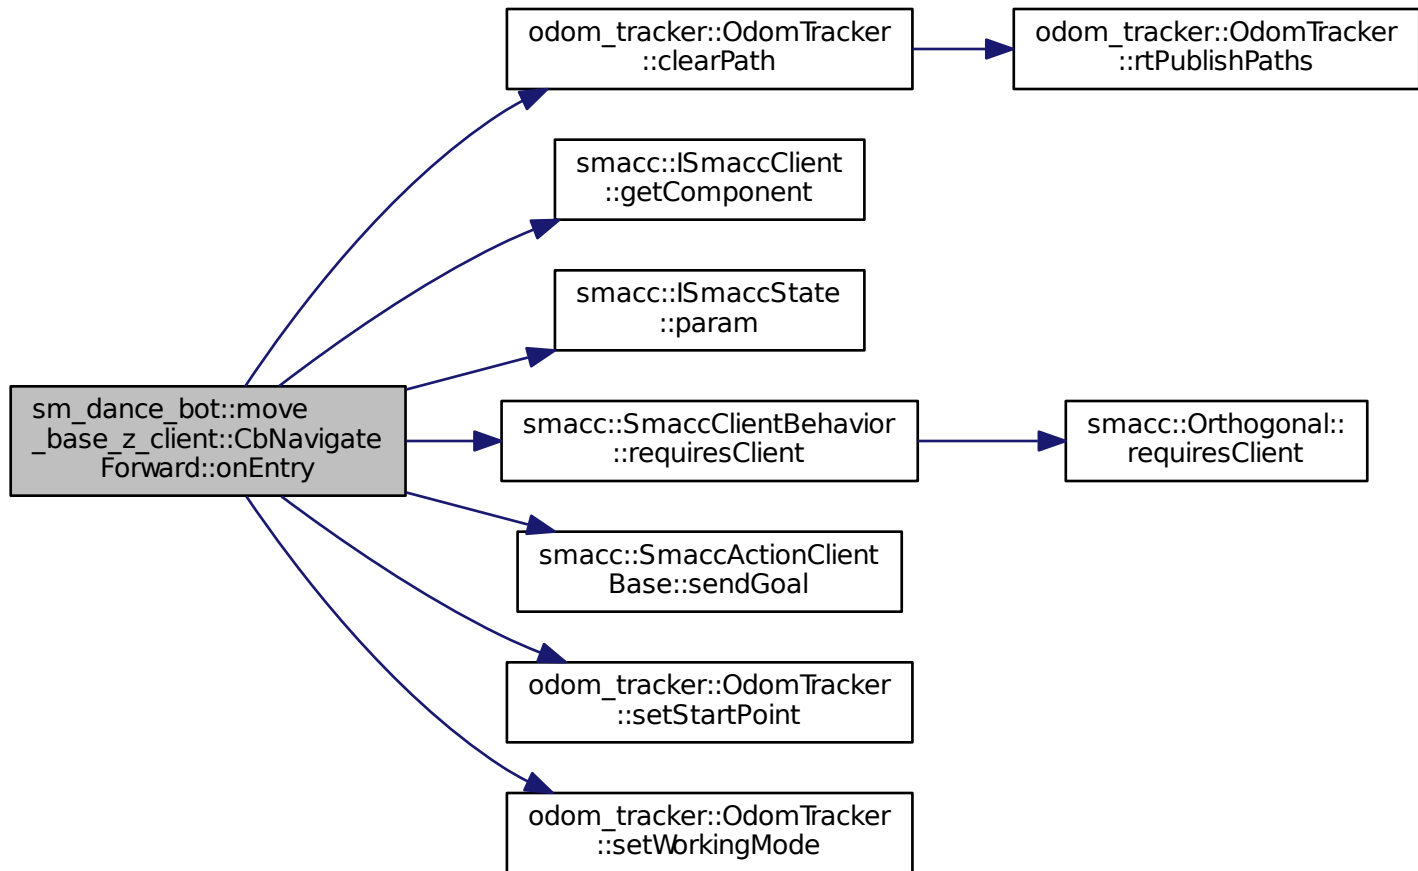 odom_tracker::OdomTracker
::clearPath
odom_tracker::OdomTracker
::rtPublishPaths
smacc::ISmaccClient
::getComponent
smacc::ISmaccState
::param
sm_dance_bot::move
_base_z_client::CbNavigate
Forward::onEntry
smacc::SmaccClientBehavior
::requiresClient
smacc::Orthogonal::
requiresClient
smacc::SmaccActionClient
Base::sendGoal
odom_tracker::OdomTracker
::setStartPoint
odom_tracker::OdomTracker
::setWorkingMode